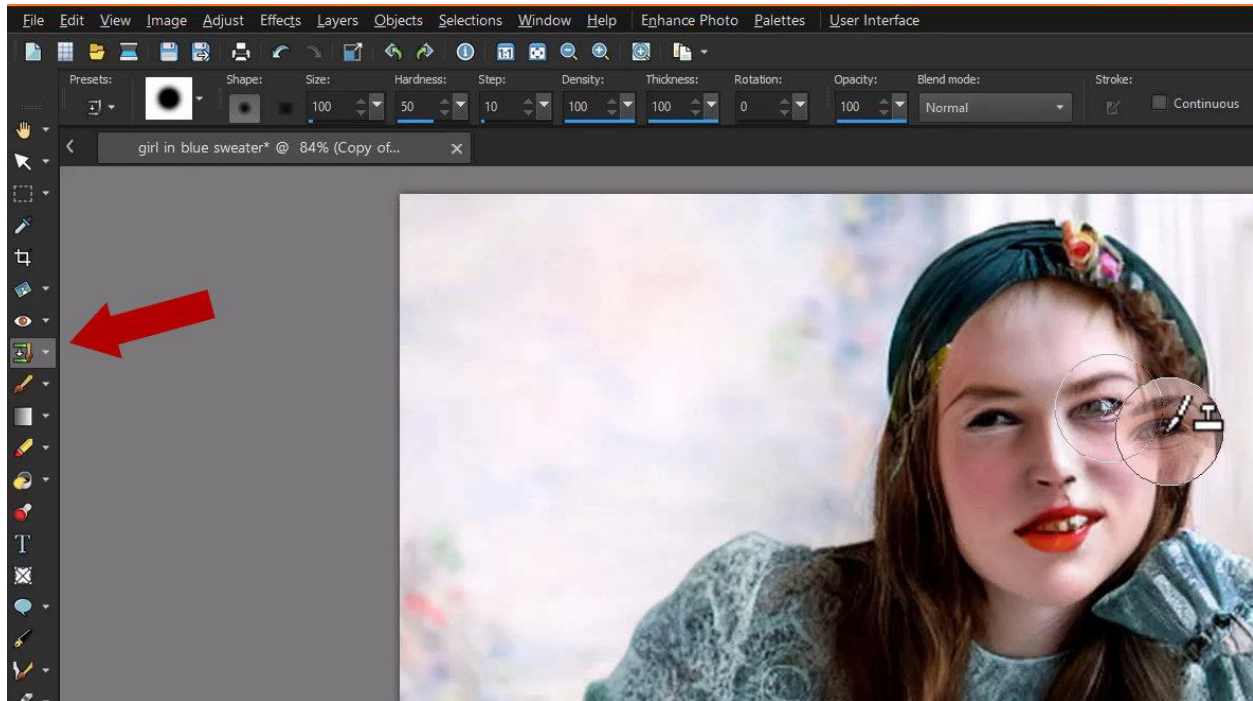 File Edit View Image Adjust Effects Layers Objects Selections Window Help Enhance Photo Palettes User Interface
1:1
Presets: Shape: Size: Hardness: Step: Density: Thickness: Rotation: Opacity: Blend mode: Stroke:
100 50 10 100 100 0 100 Normal Continuous
girl in blue sweater* @ 84% (Copy of...
T